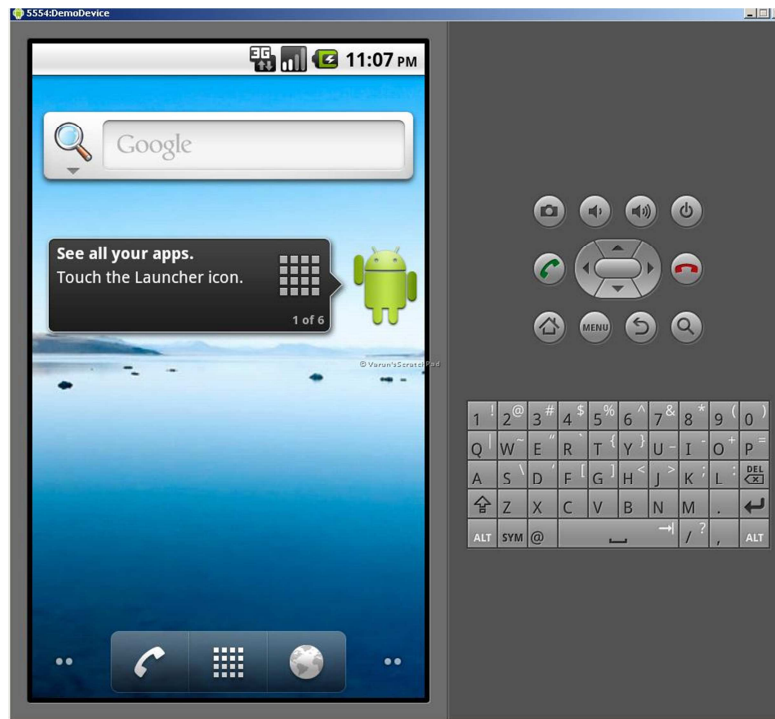 5554:DemoDevice
3G
11:07 PM
Google
See all your apps.
Touch the Launcher icon.
1 of 6
© Varun'sScratchPad
MENU
1 ! 2 @ 3 # 4 $ 5 % 6 ^ 7 & 8 * 9 ( 0 )
Q | W ~ E " R ` T { Y } U _ I - O + P =
A S \ D ' F [ G ] H < J > K ; L : DEL
Z X C V B N M .
ALT SYM @ / ? , ALT